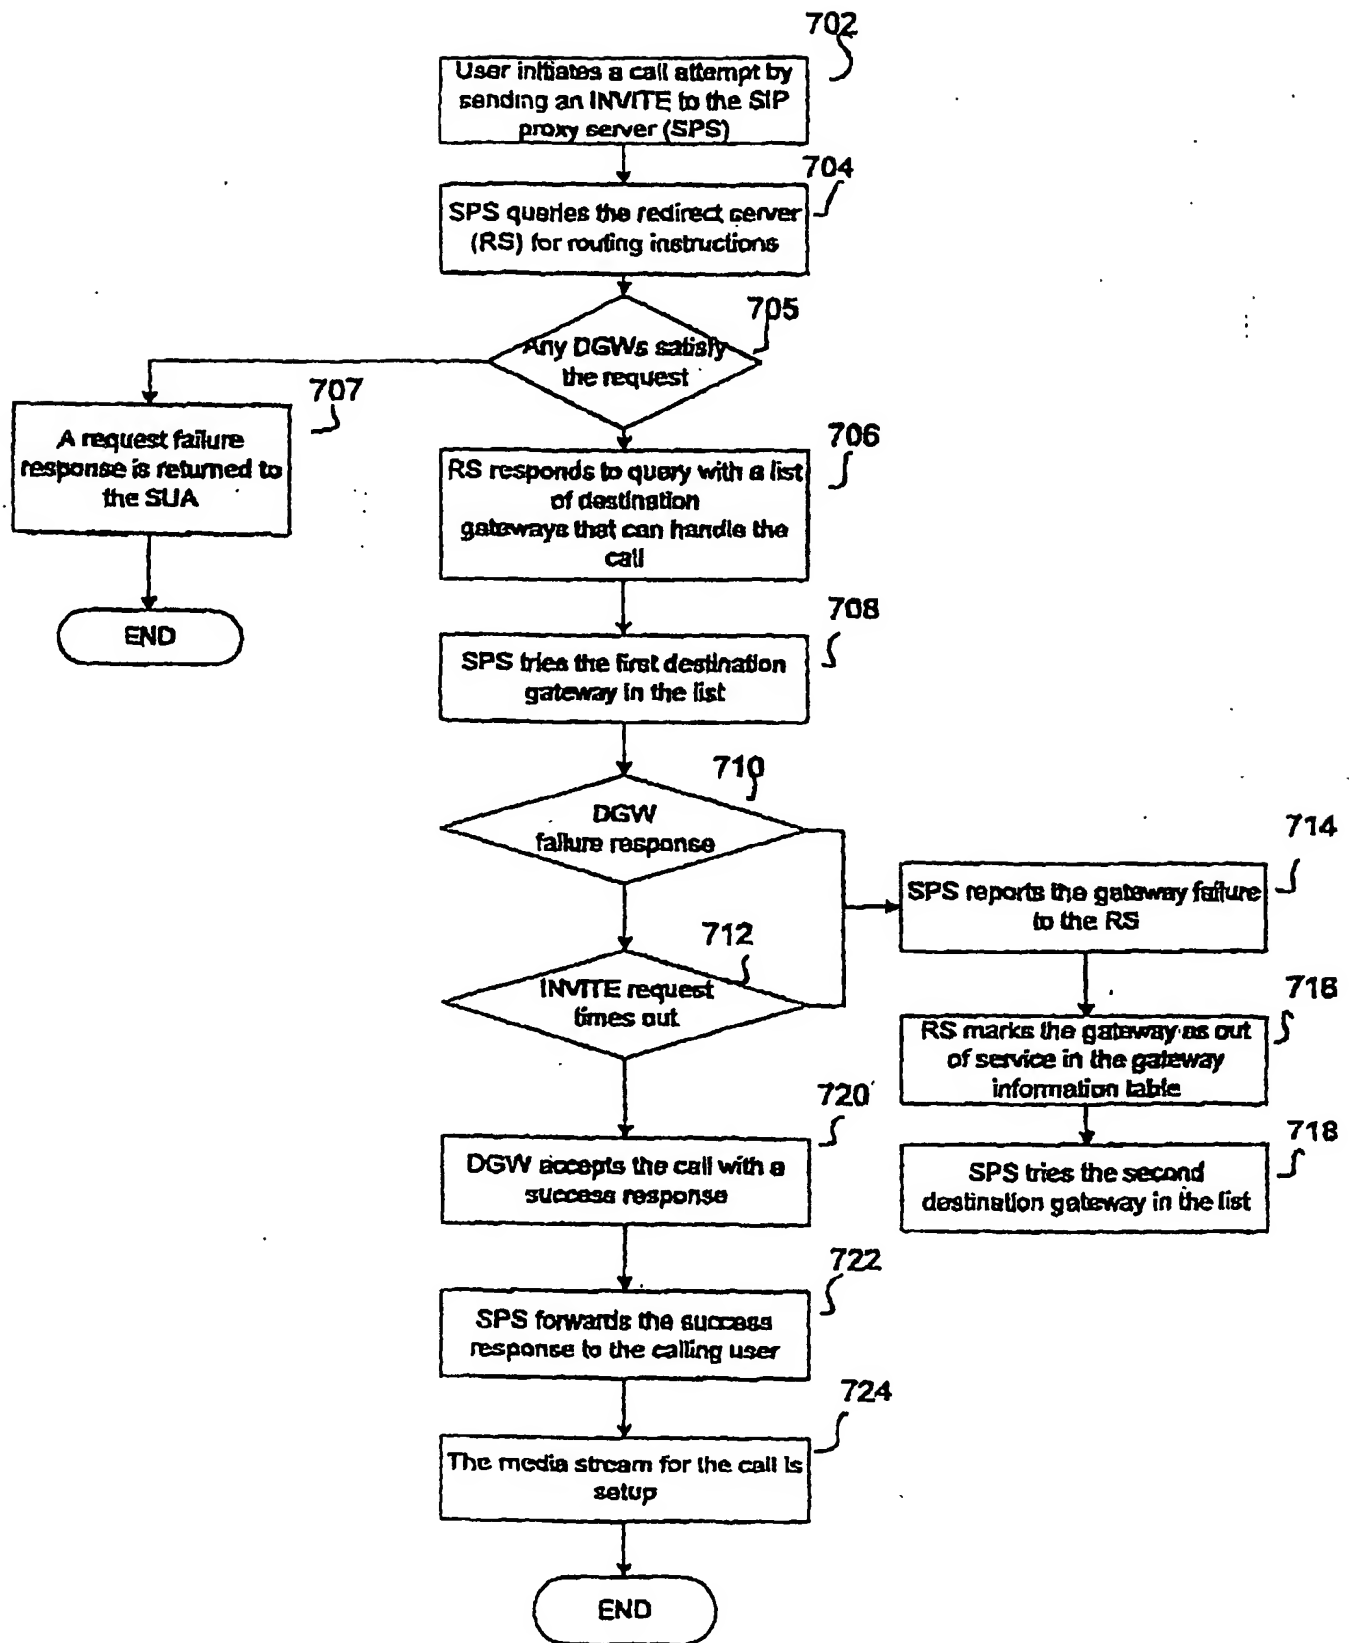 702
User initiates a call attempt by
sending an INVITE to the SIP
proxy server (SPS)
704
SPS queries the redirect server
(RS) for routing instructions
705
Any DGWs satisfy
the request
707
A request failure
response is returned to
the SUA
END
706
RS responds to query with a list
of destination
gateways that can handle the
call
708
SPS tries the first destination
gateway in the list
710
DGW
failure response
714
SPS reports the gateway failure
to the RS
712
INVITE request
times out
716
RS marks the gateway as out
of service in the gateway
information table
718
SPS tries the second
destination gateway in the list
720
DGW accepts the call with a
success response
722
SPS forwards the success
response to the calling user
724
The media stream for the call is
setup
END